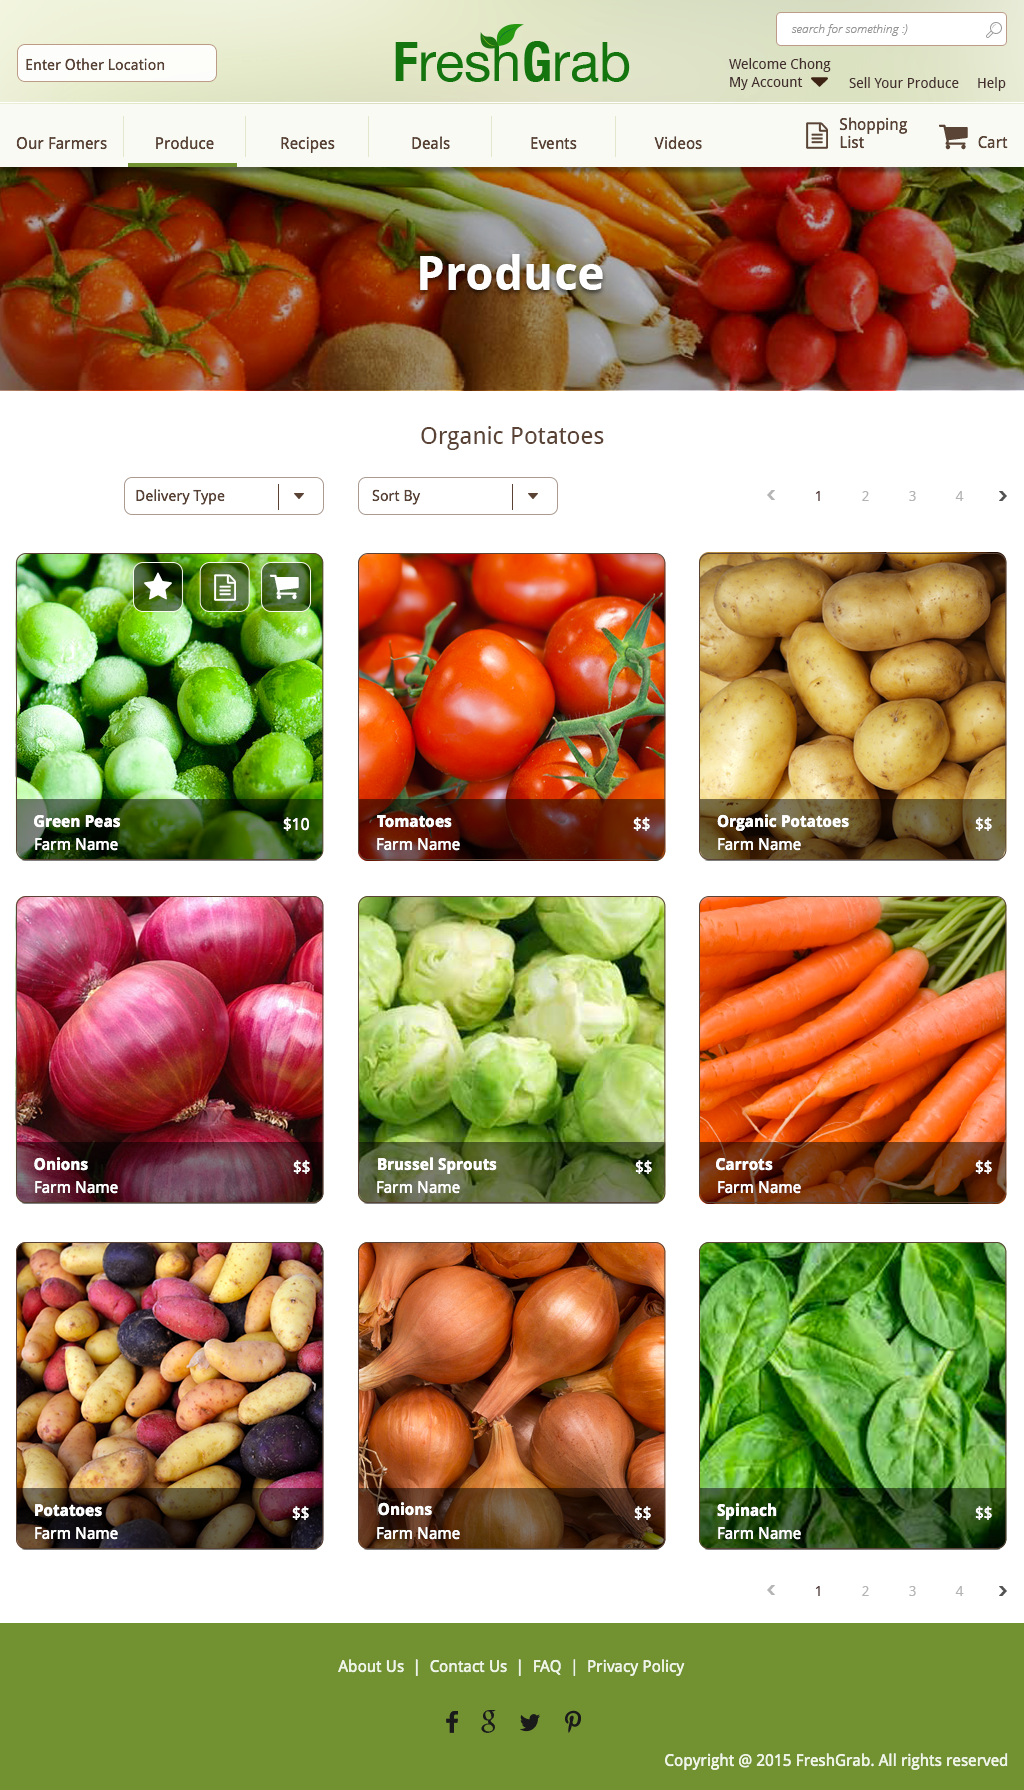 search for something :)
Enter Other Location
FreshGrab
Welcome Chong
My Account
Sell Your Produce
Help
Our Farmers
Produce
Recipes
Deals
Events
Videos
Shopping
List
Cart
Produce
Organic Potatoes
Delivery Type
Sort By
1 2 3 4
Green Peas
$10
Farm Name
Tomatoes
$$
Farm Name
Organic Potatoes
$$
Farm Name
Onions
$$
Farm Name
Brussel Sprouts
$$
Farm Name
Carrots
$$
Farm Name
Potatoes
$$
Farm Name
Onions
$$
Farm Name
Spinach
$$
Farm Name
1 2 3 4
About Us | Contact Us | FAQ | Privacy Policy
Copyright @ 2015 FreshGrab. All rights reserved